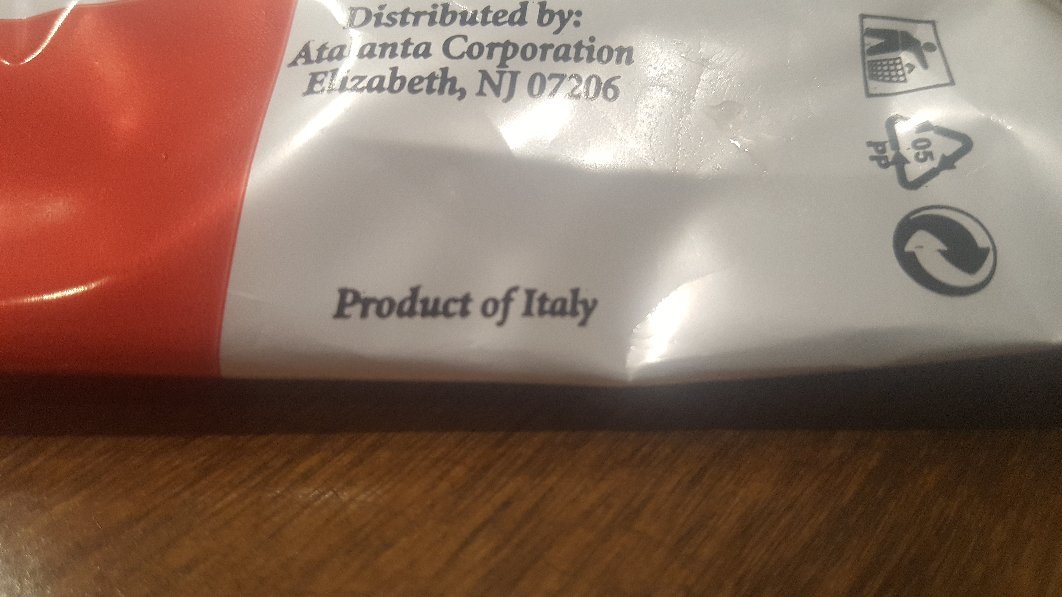 Distributed by:
Atalanta Corporation
Elizabeth, NJ 07206
05
PP
Product of Italy